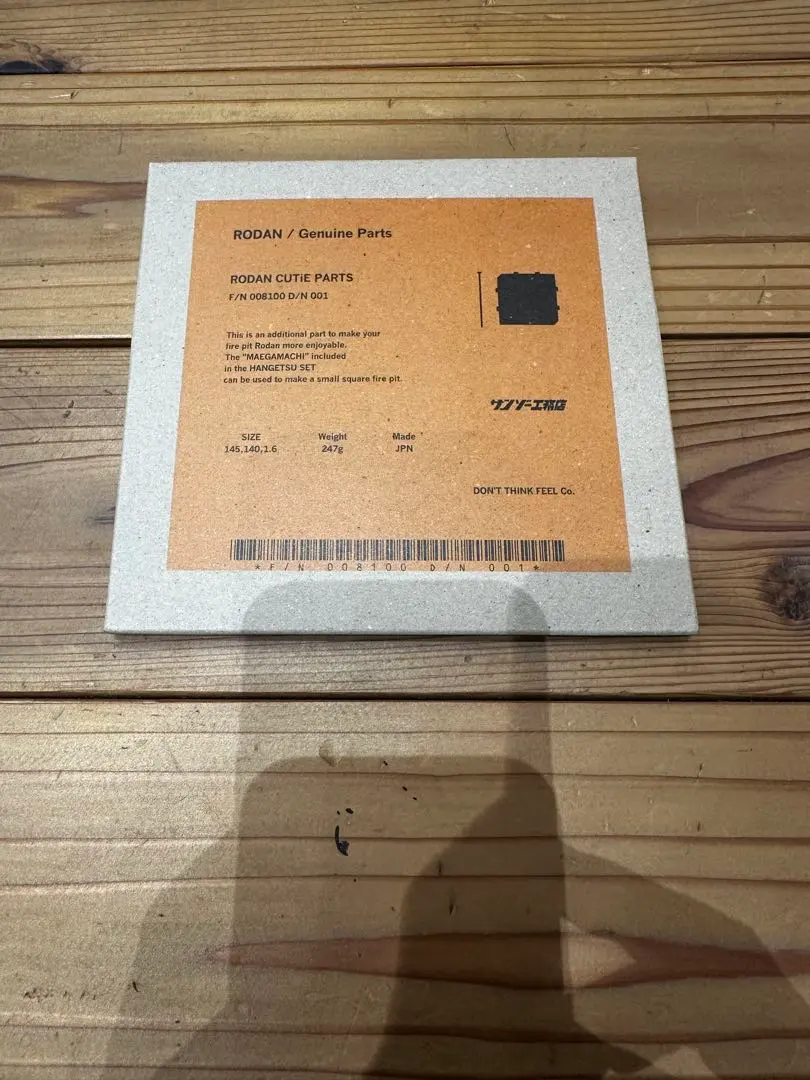 RODAN / Genuine Parts
RODAN CUTiE PARTS
F/N 008100 D/N 001
This is an additional part to make your
fire pit Rodan more enjoyable.
The "MAEGAMACHI" included
in the HANGETSU SET
can be used to make a small square fire pit.
サンゾー工務店
SIZE Weight Made
145,140,1.6 247g JPN
DON'T THINK FEEL Co.
*F/N 008100 D/N 001*